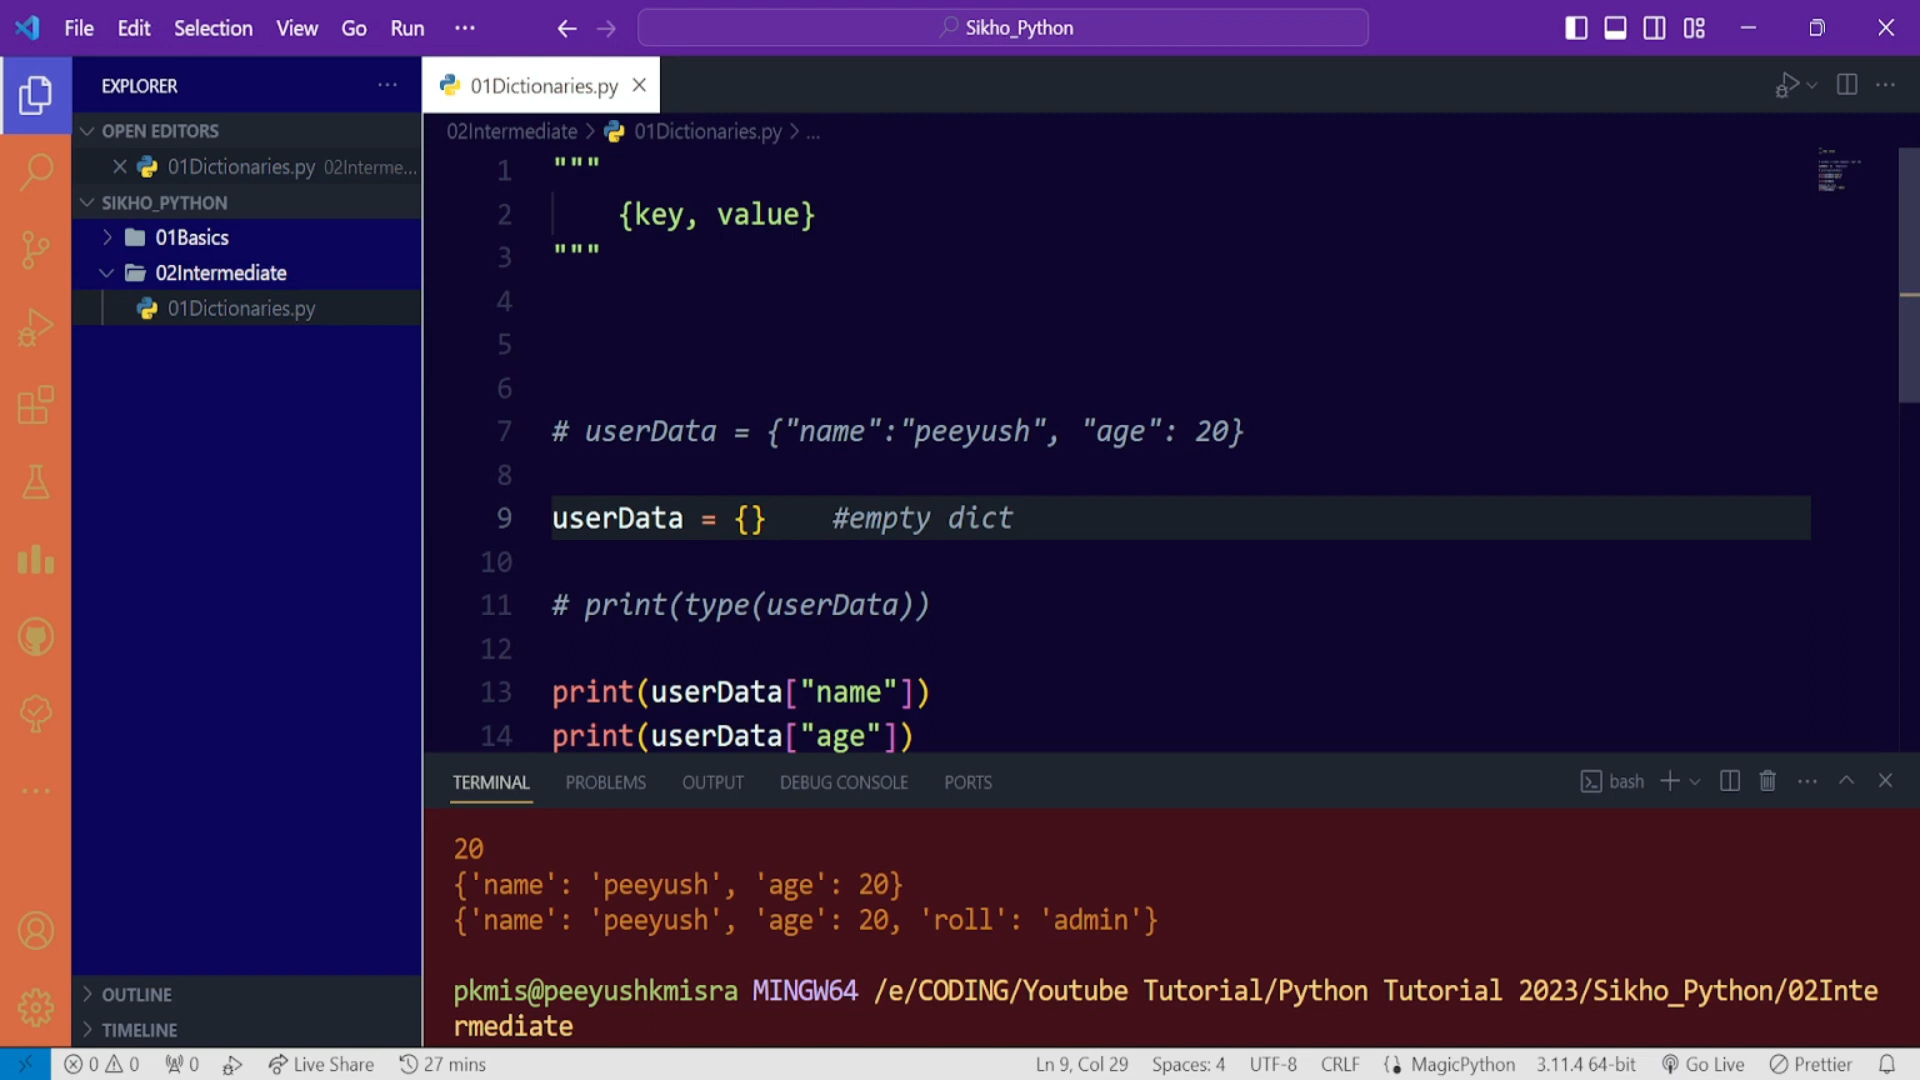 File Edit Selection View Go Run ... Sikho_Python
EXPLORER ...
OPEN EDITORS
01Dictionaries.py 02Interme...
SIKHO_PYTHON
01Basics
02Intermediate
01Dictionaries.py
OUTLINE
TIMELINE
01Dictionaries.py
02Intermediate > 01Dictionaries.py > ...
1 """
2 {key, value}
3 """
4
5
6
7 # userData = {"name":"peeyush", "age": 20}
8
9 userData = {} #empty dict
10
11 # print(type(userData))
12
13 print(userData["name"])
14 print(userData["age"])
TERMINAL PROBLEMS OUTPUT DEBUG CONSOLE PORTS bash
20
{'name': 'peeyush', 'age': 20}
{'name': 'peeyush', 'age': 20, 'roll': 'admin'}
pkmis@peeyushkmisra MINGW64 /e/CODING/Youtube Tutorial/Python Tutorial 2023/Sikho_Python/02Inte
rmediate
0 0 0 Live Share 27 mins Ln 9, Col 29 Spaces: 4 UTF-8 CRLF MagicPython 3.11.4 64-bit Go Live Prettier